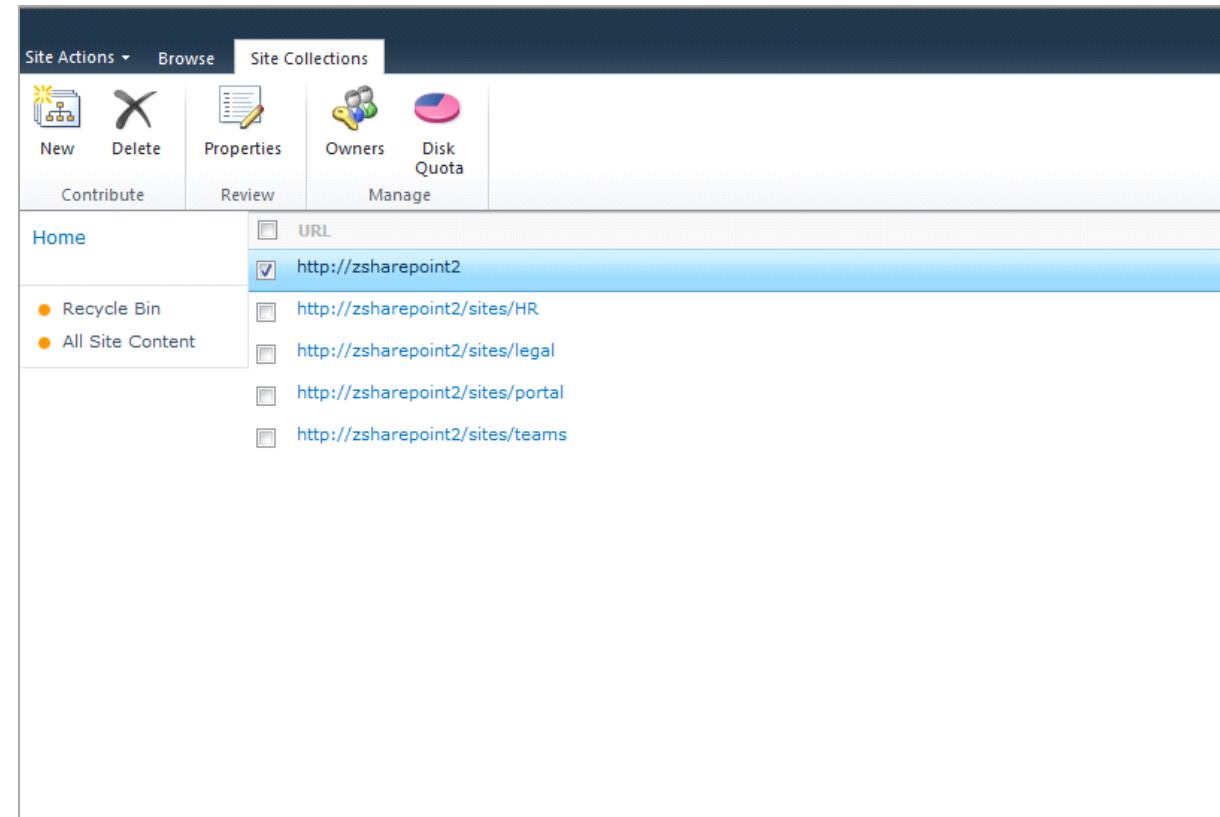 Site Actions Browse Site Collections
New Delete Properties Owners Disk Quota
Contribute Review Manage
Home
Recycle Bin
All Site Content
URL
http://zsharepoint2
http://zsharepoint2/sites/HR
http://zsharepoint2/sites/legal
http://zsharepoint2/sites/portal
http://zsharepoint2/sites/teams